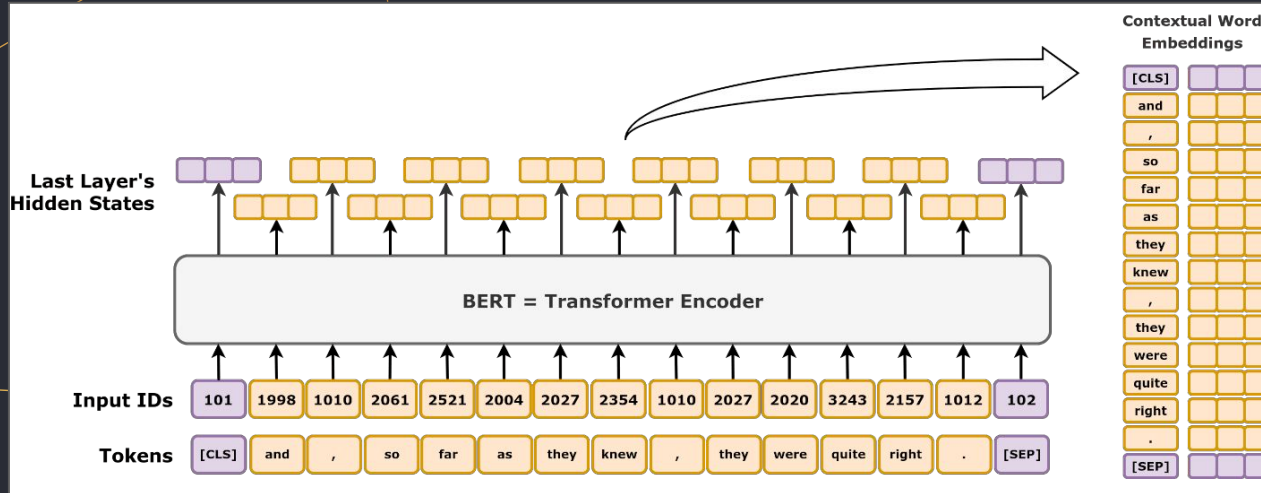 Contextual Word
Embeddings
[CLS]
and
,
so
far
as
they
knew
,
they
were
quite
right
.
[SEP]
Last Layer's
Hidden States
BERT = Transformer Encoder
Input IDs 101 1998 1010 2061 2521 2004 2027 2354 1010 2027 2020 3243 2157 1012 102
Tokens [CLS] and , so far as they knew , they were quite right . [SEP]